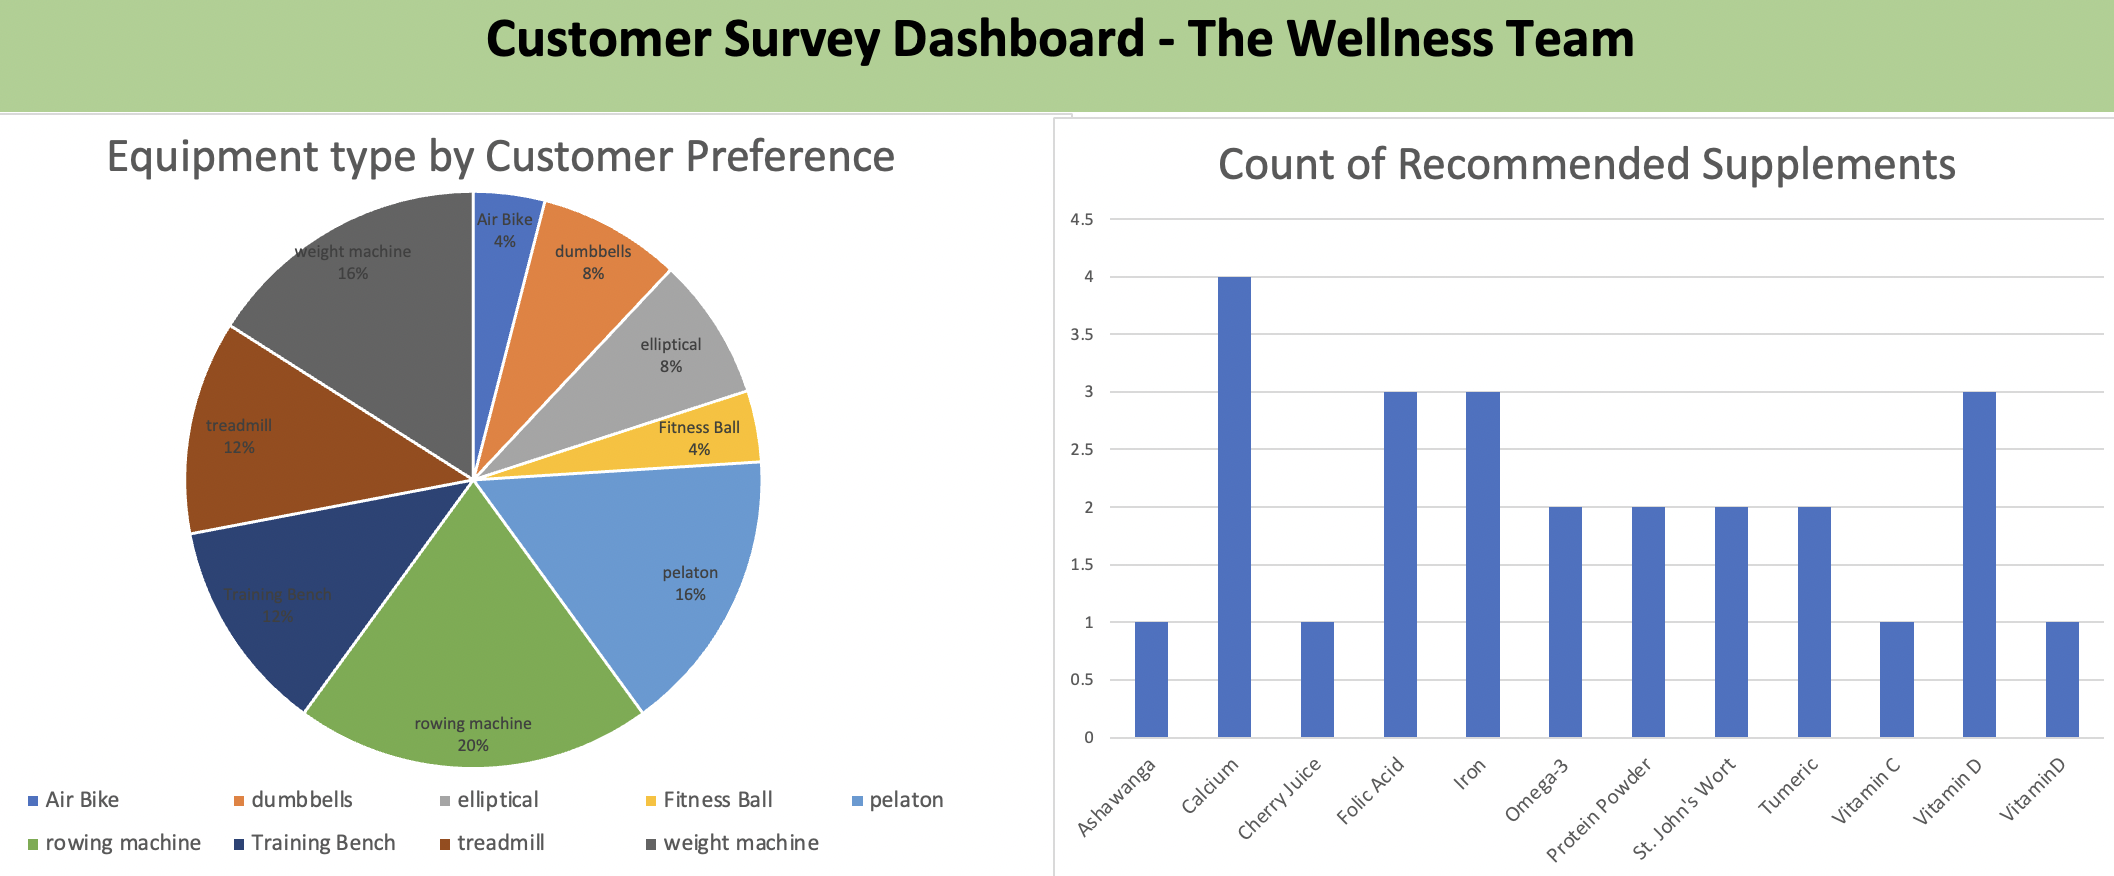 Customer Survey Dashboard - The Wellness Team
Equipment type by Customer Preference
Air Bike
4%
dumbbells
8%
elliptical
8%
Fitness Ball
4%
pelaton
16%
rowing machine
20%
Training Bench
12%
treadmill
12%
weight machine
16%
Air Bike dumbbells elliptical Fitness Ball pelaton
rowing machine Training Bench treadmill weight machine
Count of Recommended Supplements
4.5
4
3.5
3
2.5
2
1.5
1
0.5
0
Ashawanga
Calcium
Cherry Juice
Folic Acid
Iron
Omega-3
Protein Powder
St. John's Wort
Tumeric
Vitamin C
Vitamin D
VitaminD